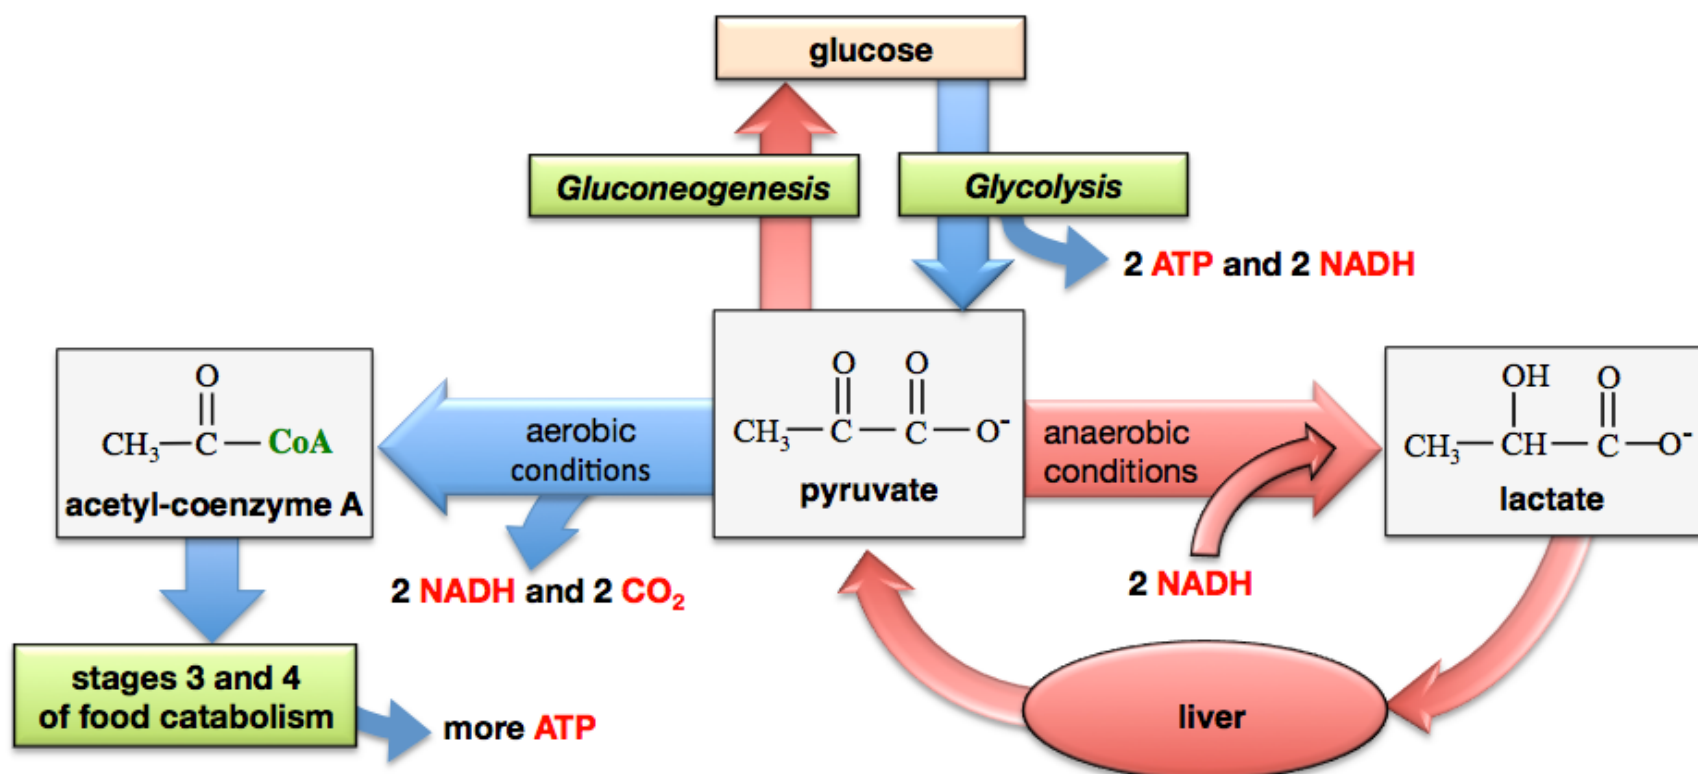 glucose
Gluconeogenesis
Glycolysis
2 ATP and 2 NADH
O
CH₃—C—CoA
acetyl-coenzyme A
aerobic
conditions
O O
CH₃—C—C—O⁻
pyruvate
anaerobic
conditions
OH O
CH₃—CH—C—O⁻
lactate
2 NADH and 2 CO₂
2 NADH
stages 3 and 4
of food catabolism
more ATP
liver